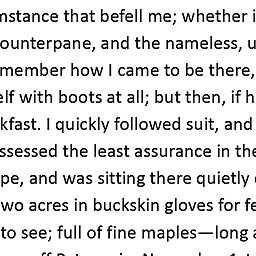 mstance that befell me; whether i
ounterpane, and the nameless, u
member how I came to be there,
elf with boots at all; but then, if h
kfast. I quickly followed suit, and
ssessed the least assurance in the
pe, and was sitting there quietly
wo acres in buckskin gloves for fe
to see; full of fine maples—long a